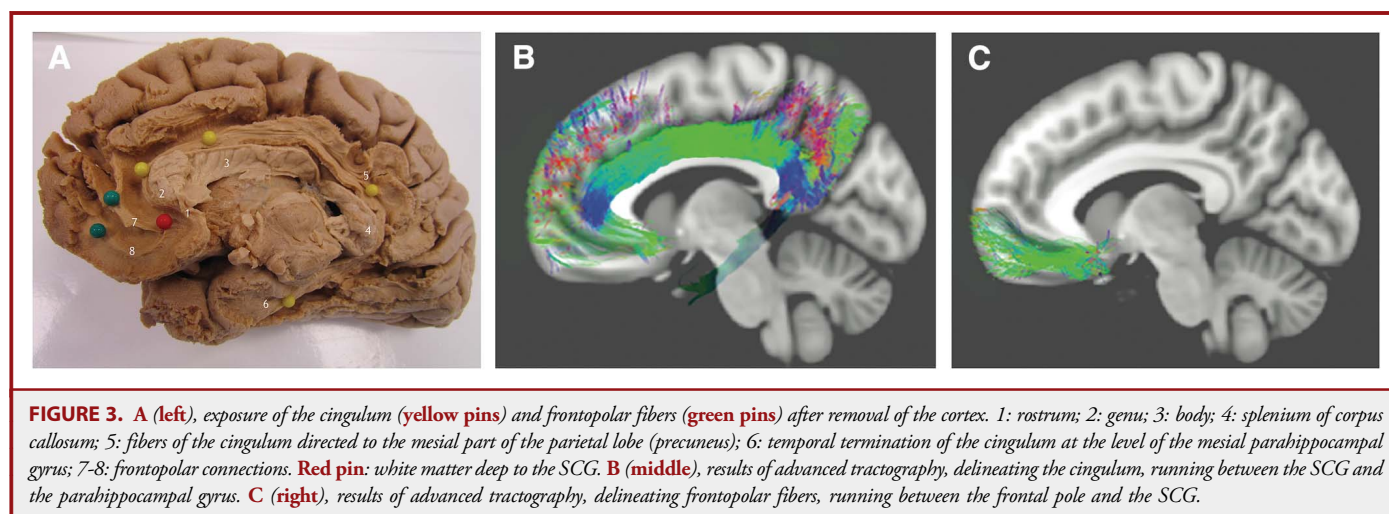 A
B
C
3
5
2
1
4
7
8
6
FIGURE 3. A (left), exposure of the cingulum (yellow pins) and frontopolar fibers (green pins) after removal of the cortex. 1: rostrum; 2: genu; 3: body; 4: splenium of corpus
callosum; 5: fibers of the cingulum directed to the mesial part of the parietal lobe (precuneus); 6: temporal termination of the cingulum at the level of the mesial parahippocampal
gyrus; 7-8: frontopolar connections. Red pin: white matter deep to the SCG. B (middle), results of advanced tractography, delineating the cingulum, running between the SCG and
the parahippocampal gyrus. C (right), results of advanced tractography, delineating frontopolar fibers, running between the frontal pole and the SCG.